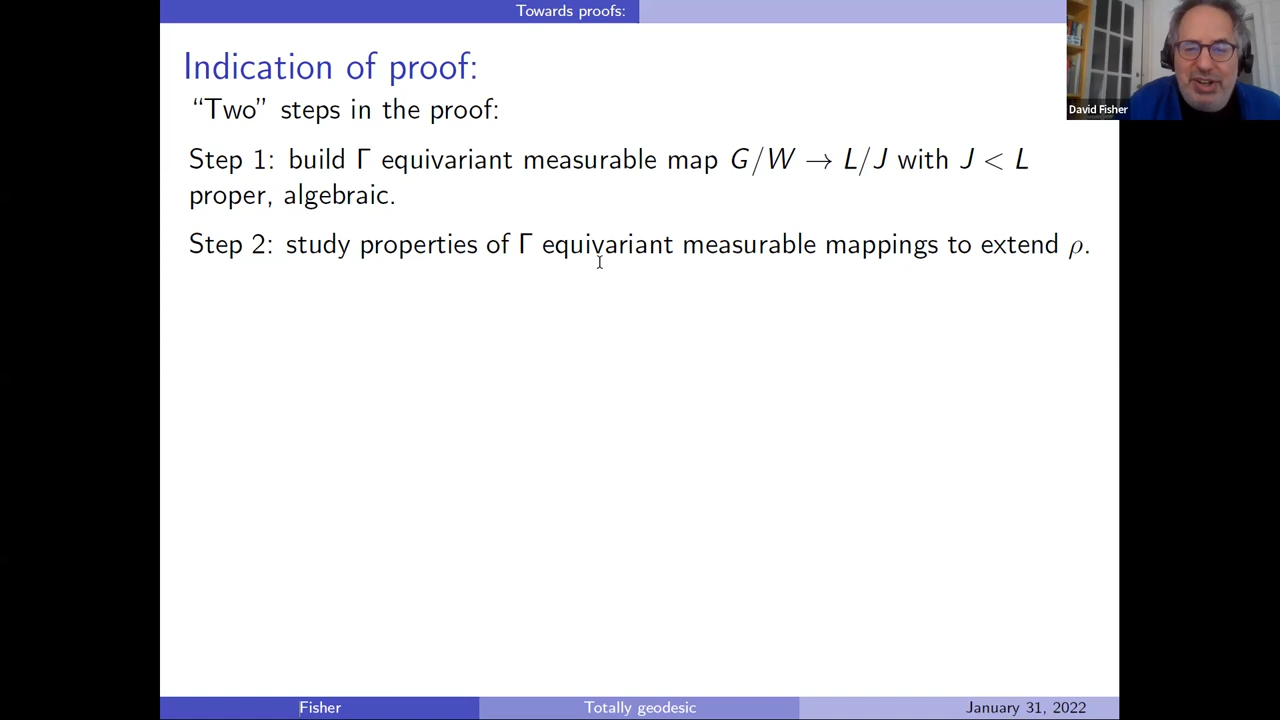 Towards proofs:
David Fisher
Indication of proof:
“Two” steps in the proof:
Step 1: build Γ equivariant measurable map G/W → L/J with J < L
proper, algebraic.
Step 2: study properties of Γ equivariant measurable mappings to extend ρ.
Fisher
Totally geodesic
January 31, 2022